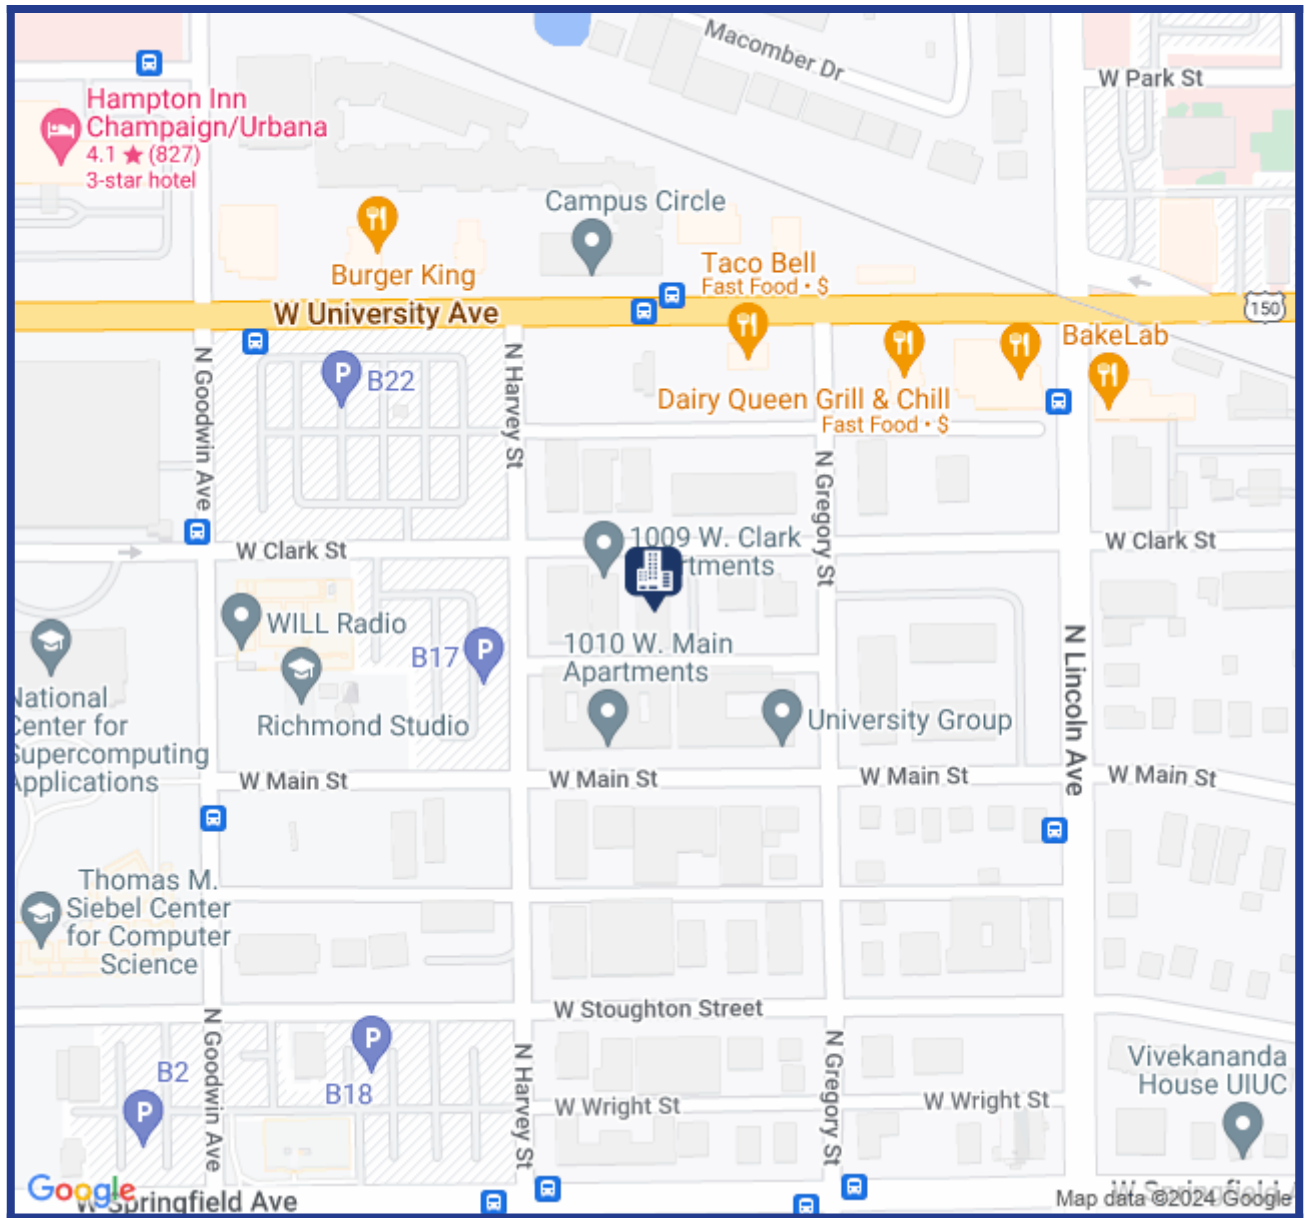 Macomber Dr
W Park St
Hampton Inn
Champaign/Urbana
4.1 ★ (827)
3-star hotel
Campus Circle
Burger King
Taco Bell
Fast Food • $
W University Ave
150
BakeLab
N Goodwin Ave
P
B22
N Harvey St
Dairy Queen Grill & Chill
Fast Food • $
N Gregory St
W Clark St
1009 W. Clark
rtments
W Clark St
WILL Radio
B17
P
1010 W. Main
Apartments
N Lincoln Ave
National
Center for
Supercomputing
Applications
Richmond Studio
University Group
W Main St
W Main St
W Main St
W Main St
Thomas M.
Siebel Center
for Computer
Science
W Stoughton Street
N Goodwin Ave
P
B18
B2
P
N Harvey St
N Gregory St
W Wright St
W Wright St
Vivekananda
House UIUC
Google
W Springfield Ave
W Springfield A
Map data ©2024 Google